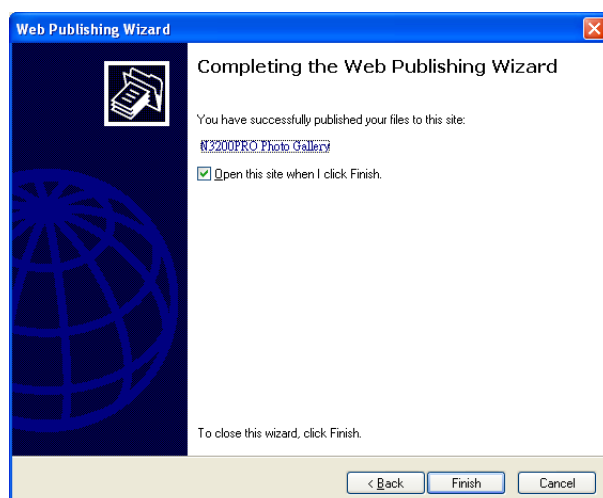 Web Publishing Wizard
Completing the Web Publishing Wizard
You have successfully published your files to this site:
N3200PRO Photo Gallery
Open this site when I click Finish.
To close this wizard, click Finish.
< Back
Finish
Cancel